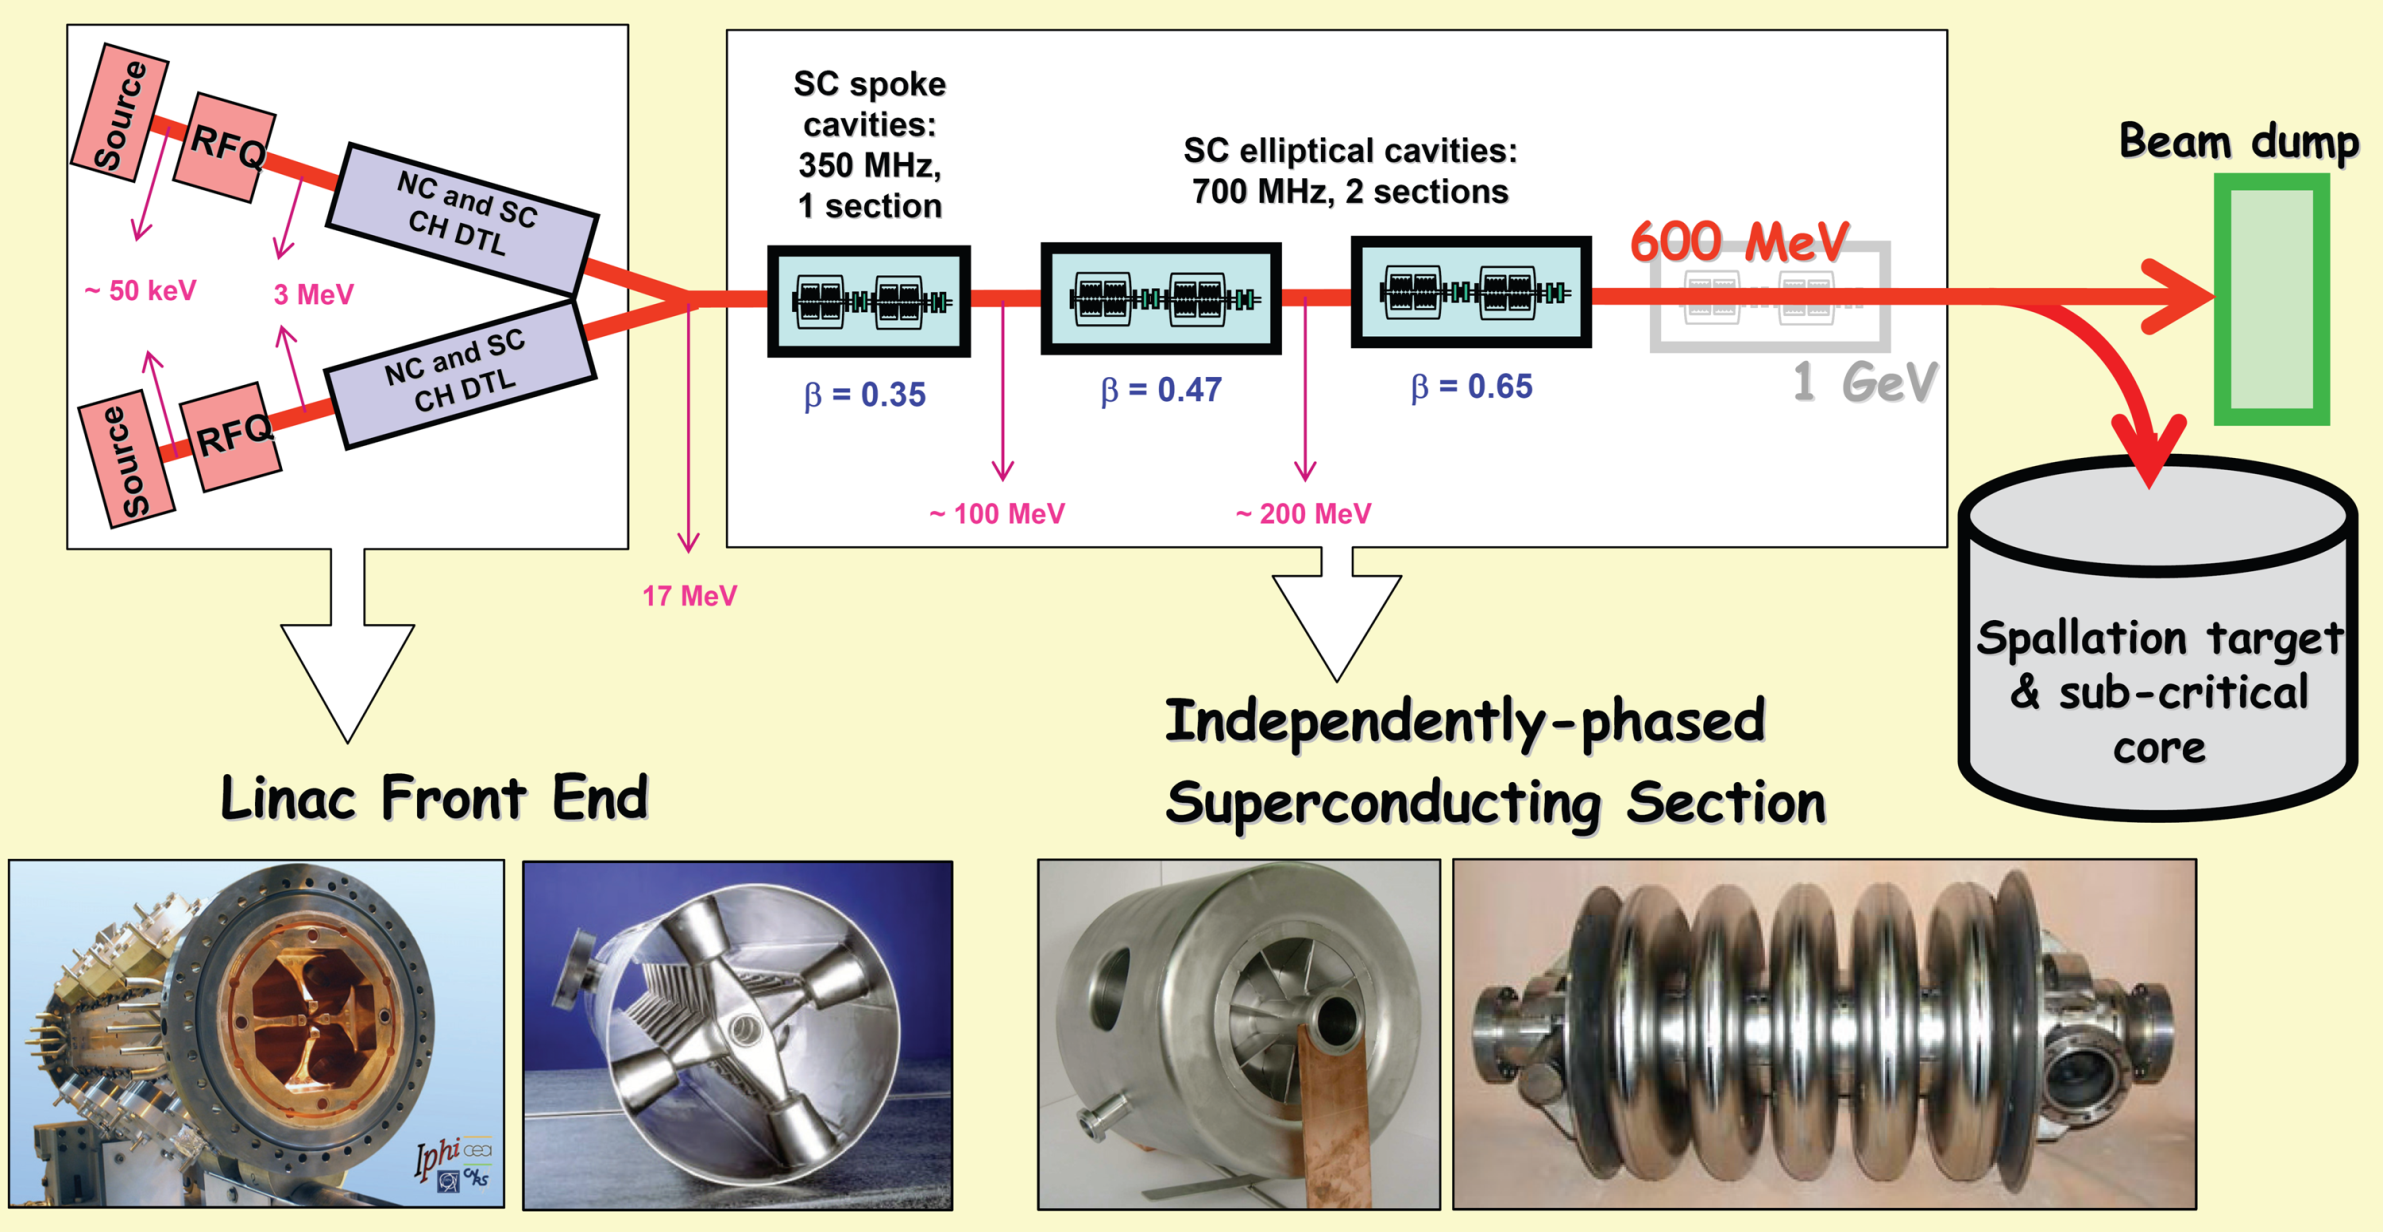 Source
RFQ
NC and SC
CH DTL
~ 50 keV
3 MeV
Source
RFQ
NC and SC
CH DTL
17 MeV
SC spoke
cavities:
350 MHz,
1 section
SC elliptical cavities:
700 MHz, 2 sections
β = 0.35
β = 0.47
β = 0.65
~ 100 MeV
~ 200 MeV
600 MeV
1 GeV
Beam dump
Spallation target
& sub-critical
core
Linac Front End
Independently-phased
Superconducting Section
Iphi
cea
CNRS